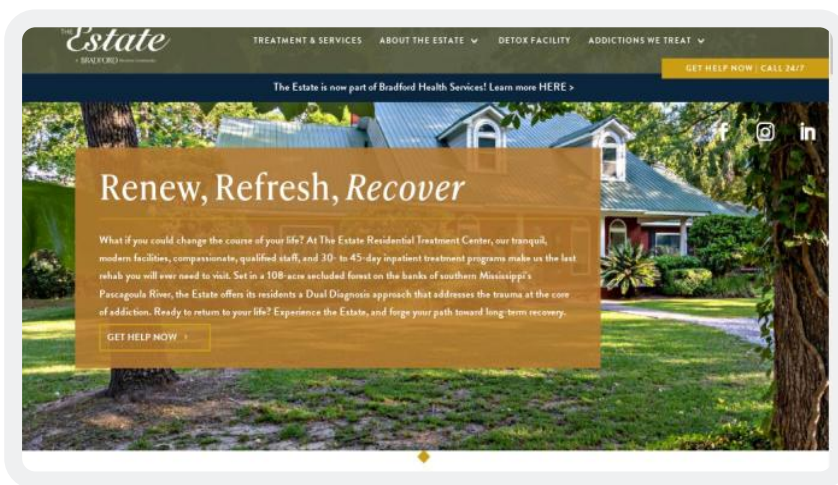 THE
Estate
A BRADFORD
TREATMENT & SERVICES ABOUT THE ESTATE DETOX FACILITY ADDICTIONS WE TREAT
GET HELP NOW | CALL 24/7
The Estate is now part of Bradford Health Services! Learn more HERE >
f in
Renew, Refresh, Recover
What if you could change the course of your life? At The Estate Residential Treatment Center, our tranquil,
modern facilities, compassionate, qualified staff, and 30- to 45-day inpatient treatment programs make us the last
rehab you will ever need to visit. Set in a 108-acre secluded forest on the banks of southern Mississippi's
Pascagoula River, the Estate offers its residents a Dual Diagnosis approach that addresses the trauma at the core
of addiction. Ready to return to your life? Experience the Estate, and forge your path toward long-term recovery.
GET HELP NOW >